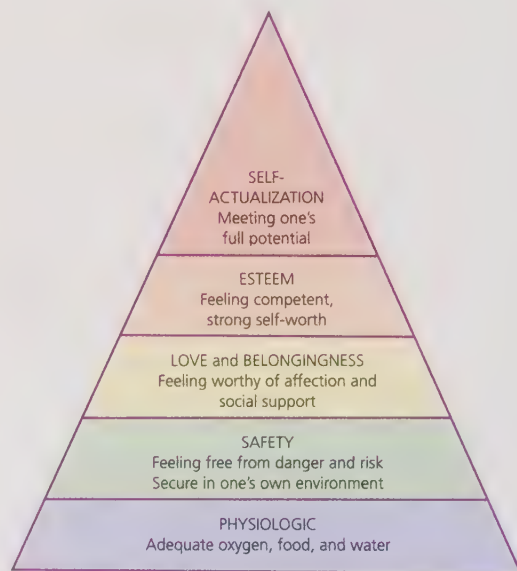 SELF-
ACTUALIZATION
Meeting one's
full potential
ESTEEM
Feeling competent,
strong self-worth
LOVE and BELONGINGNESS
Feeling worthy of affection and
social support
SAFETY
Feeling free from danger and risk
Secure in one's own environment
PHYSIOLOGIC
Adequate oxygen, food, and water